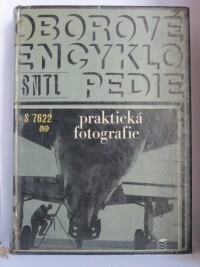 OBOROVÉ
ENCYKLO
SNTL PEDIE
S 7622
89
praktická
fotografie